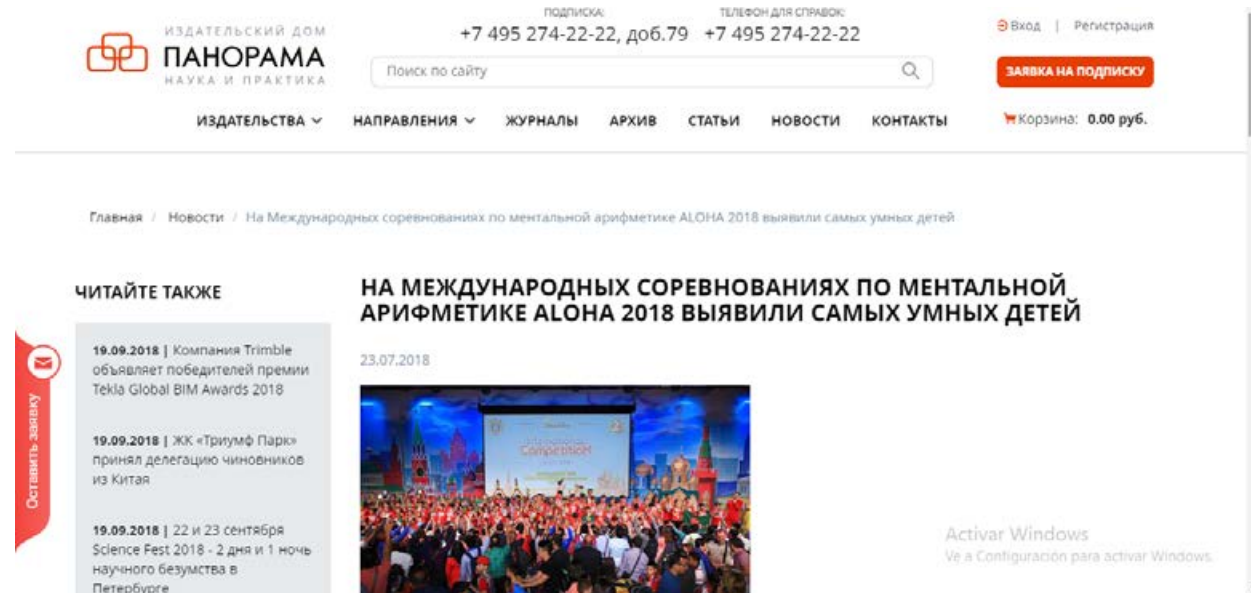 ИЗДАТЕЛЬСКИЙ ДОМ
ПАНОРАМА
НАУКА И ПРАКТИКА
ПОДПИСКА:
+7 495 274-22-22, доб.79
ТЕЛЕФОН ДЛЯ СПРАВОК:
+7 495 274-22-22
Вход | Регистрация
Поиск по сайту
ЗАЯВКА НА ПОДПИСКУ
ИЗДАТЕЛЬСТВА НАПРАВЛЕНИЯ ЖУРНАЛЫ АРХИВ СТАТЬИ НОВОСТИ КОНТАКТЫ
Корзина: 0.00 руб.
Главная / Новости / На Международных соревнованиях по ментальной арифметике ALOHA 2018 выявили самых умных детей
ЧИТАЙТЕ ТАКЖЕ
19.09.2018 | Компания Trimble
объявляет победителей премии
Tekla Global BIM Awards 2018
19.09.2018 | ЖК «Триумф Парк»
принял делегацию чиновников
из Китая
19.09.2018 | 22 и 23 сентября
Science Fest 2018 - 2 дня и 1 ночь
научного безумства в
Петербурге
НА МЕЖДУНАРОДНЫХ СОРЕВНОВАНИЯХ ПО МЕНТАЛЬНОЙ
АРИФМЕТИКЕ ALOHA 2018 ВЫЯВИЛИ САМЫХ УМНЫХ ДЕТЕЙ
23.07.2018
Competition
Оставить заявку
Activar Windows
Ve a Configuración para activar Windows.